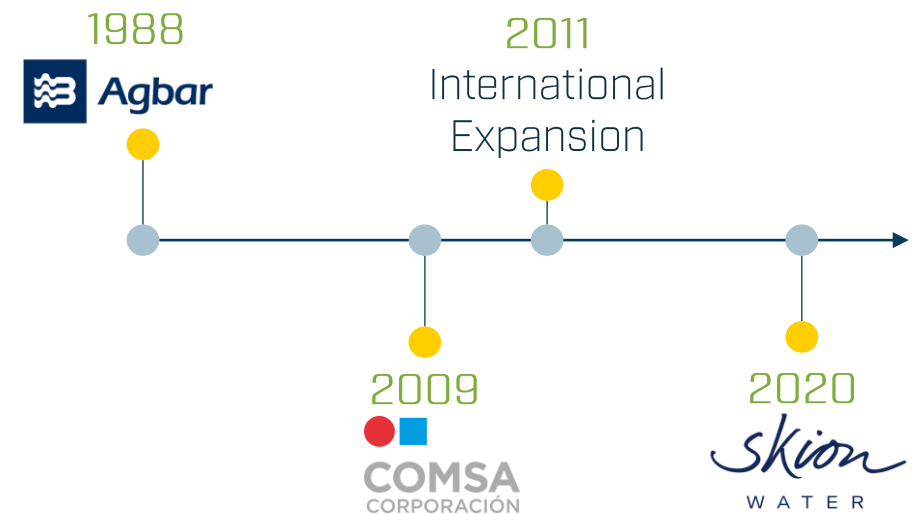 1988
Agbar
2011
International
Expansion
2009
COMSA
CORPORACIÓN
2020
skion
WATER